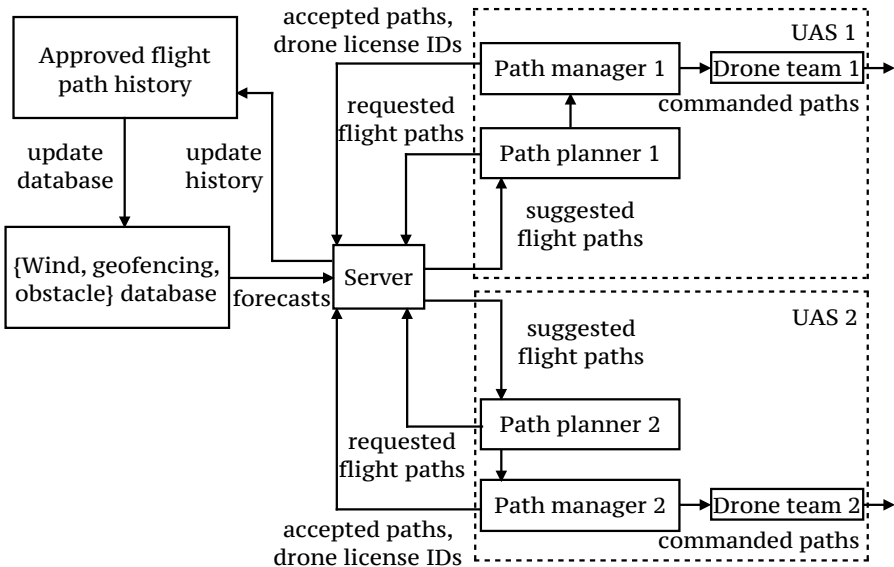 accepted paths,
drone license IDs
UAS 1
Approved flight
path history
Path manager 1
Drone team 1
commanded paths
requested
flight paths
update
database
update
history
Path planner 1
suggested
flight paths
{Wind, geofencing,
obstacle} database
forecasts
Server
UAS 2
suggested
flight paths
Path planner 2
requested
flight paths
Path manager 2
Drone team 2
commanded paths
accepted paths,
drone license IDs